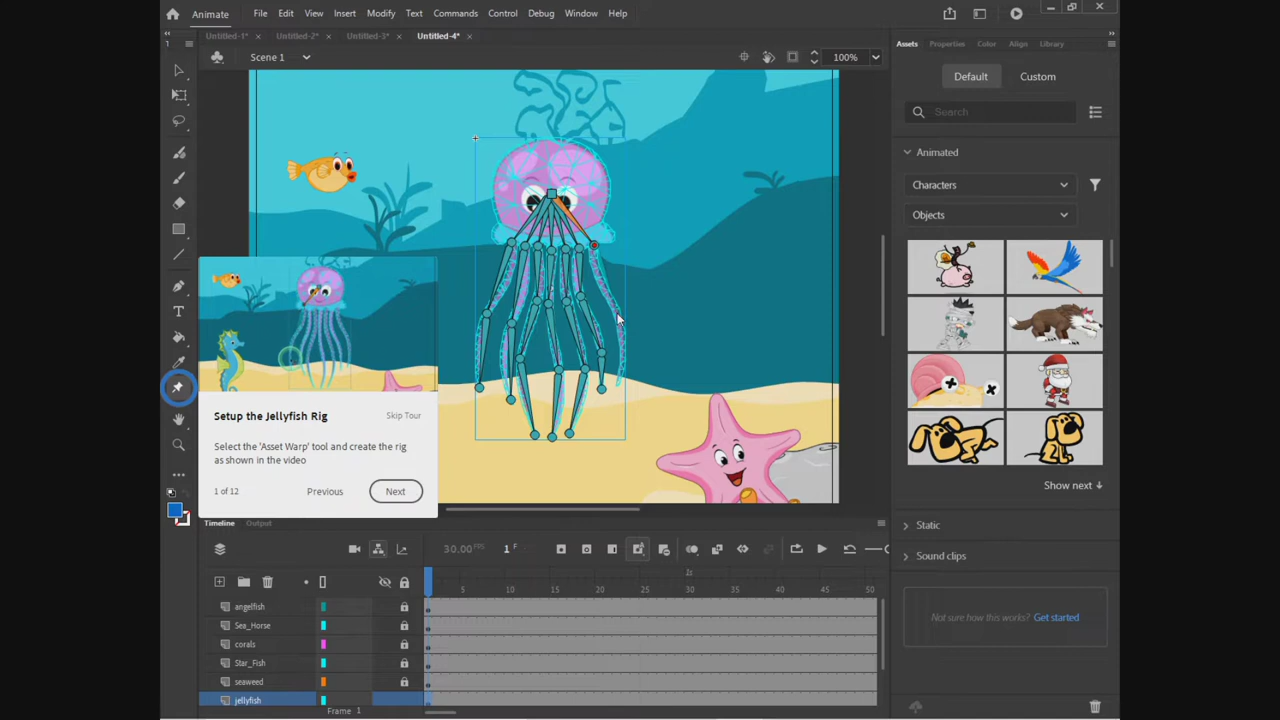 Animate File Edit View Insert Modify Text Commands Control Debug Window Help
Untitled-1* Untitled-2* Untitled-3* Untitled-4*
Scene 1 100%
Setup the Jellyfish Rig
Skip Tour
Select the 'Asset Warp' tool and create the rig
as shown in the video
1 of 12 Previous Next
Assets Properties Color Align Library
Default Custom
Search
Animated
Characters
Objects
Show next
Static
Sound clips
Not sure how this works? Get started
Timeline Output
30.00 FPS 1 F
1s
5 10 15 20 25 30 35 40 45 50
angelfish
Sea_Horse
corals
Star_Fish
seaweed
jellyfish
Frame 1